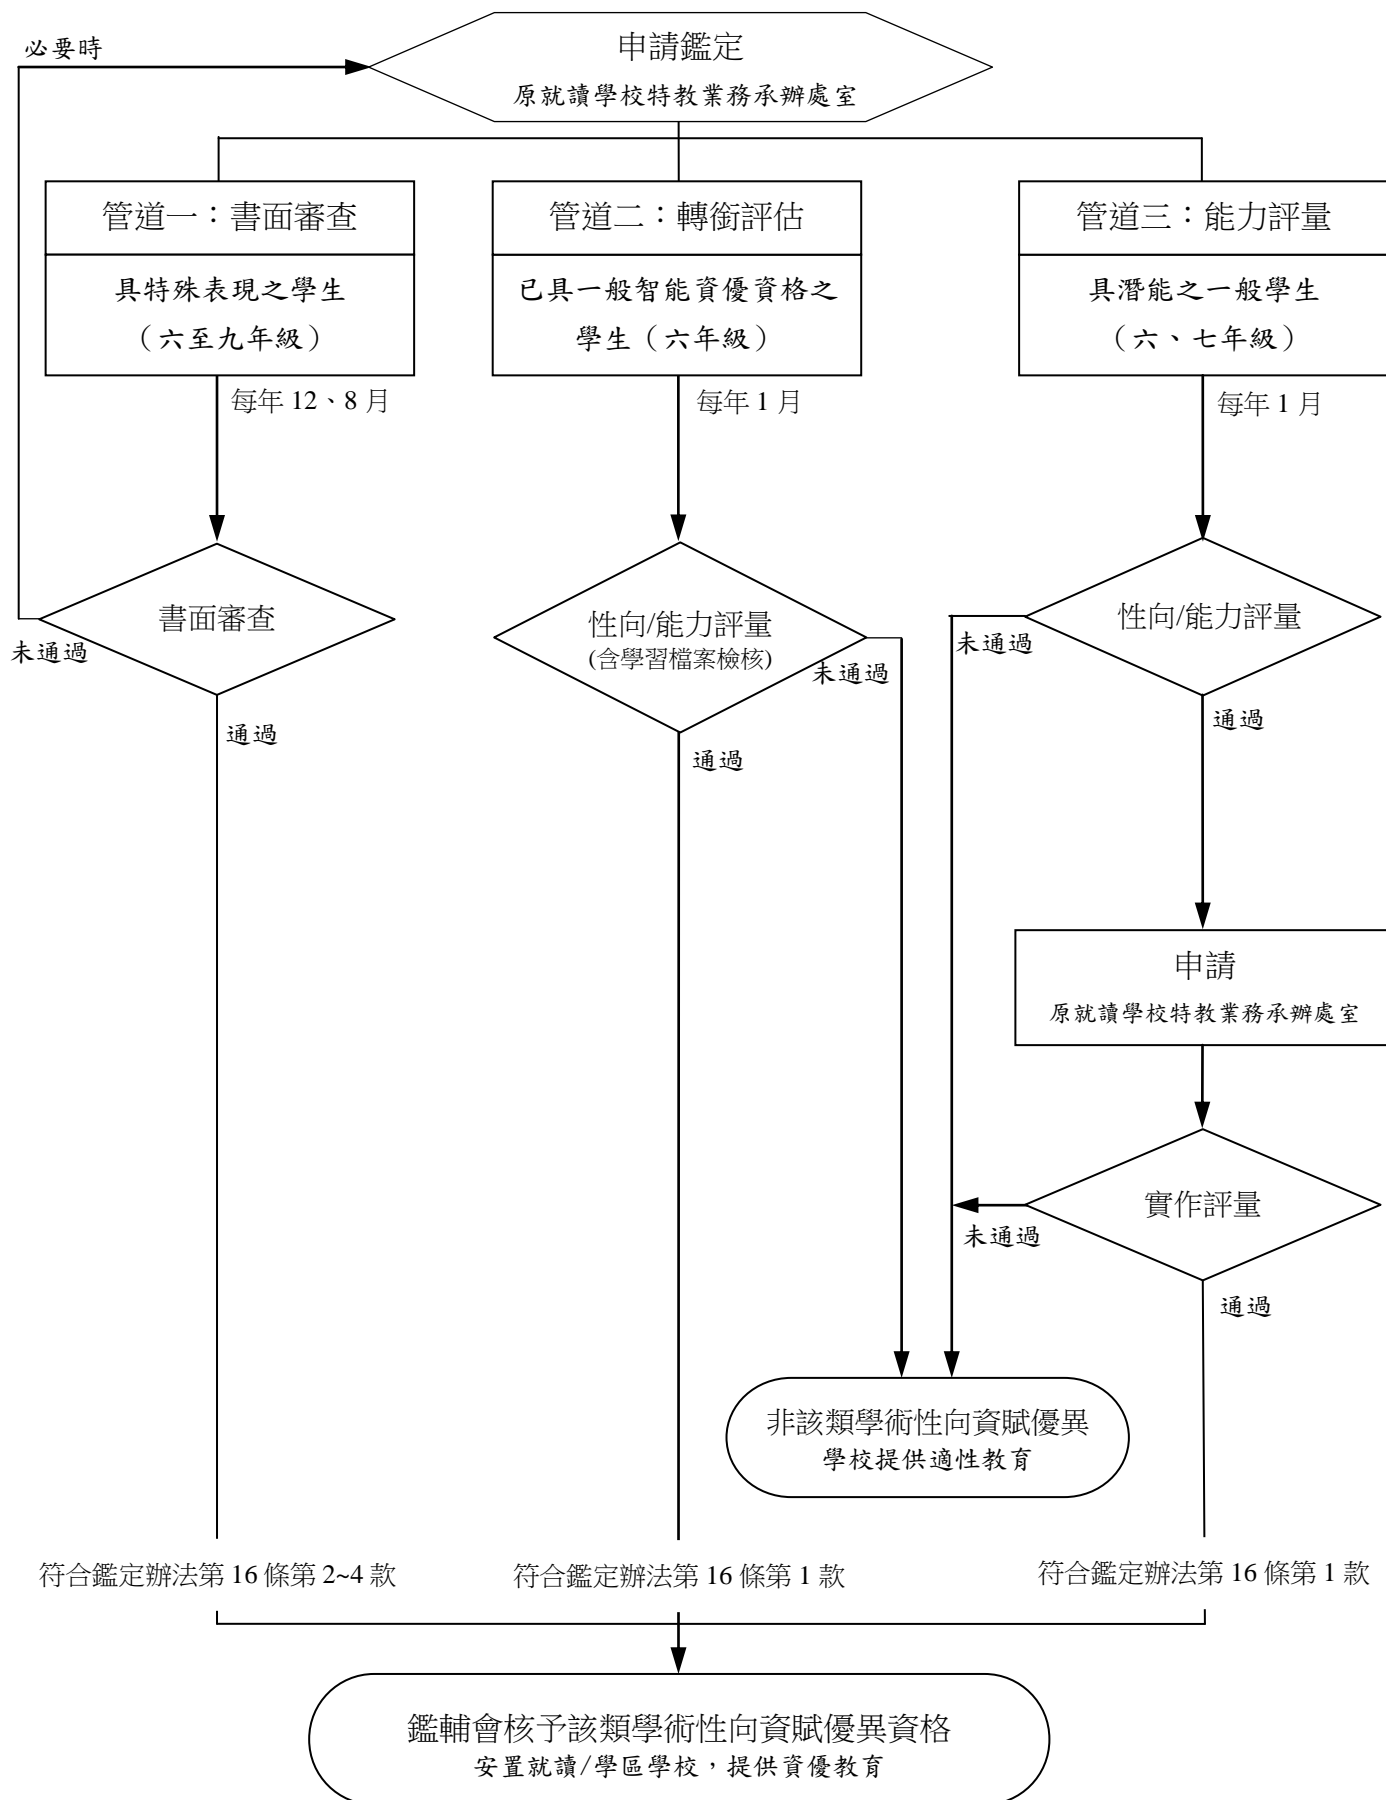 必要時
申請鑑定
原就讀學校特教業務承辦處室
管道一：書面審查
具特殊表現之學生
（六至九年級）
管道二：轉銜評估
已具一般智能資優資格之
學生（六年級）
管道三：能力評量
具潛能之一般學生
（六、七年級）
每年 12、8 月
每年 1 月
每年 1 月
書面審查
未通過
通過
性向/能力評量
(含學習檔案檢核)
未通過
通過
性向/能力評量
未通過
通過
申請
原就讀學校特教業務承辦處室
實作評量
未通過
通過
非該類學術性向資賦優異
學校提供適性教育
符合鑑定辦法第 16 條第 2~4 款
符合鑑定辦法第 16 條第 1 款
符合鑑定辦法第 16 條第 1 款
鑑輔會核予該類學術性向資賦優異資格
安置就讀/學區學校，提供資優教育